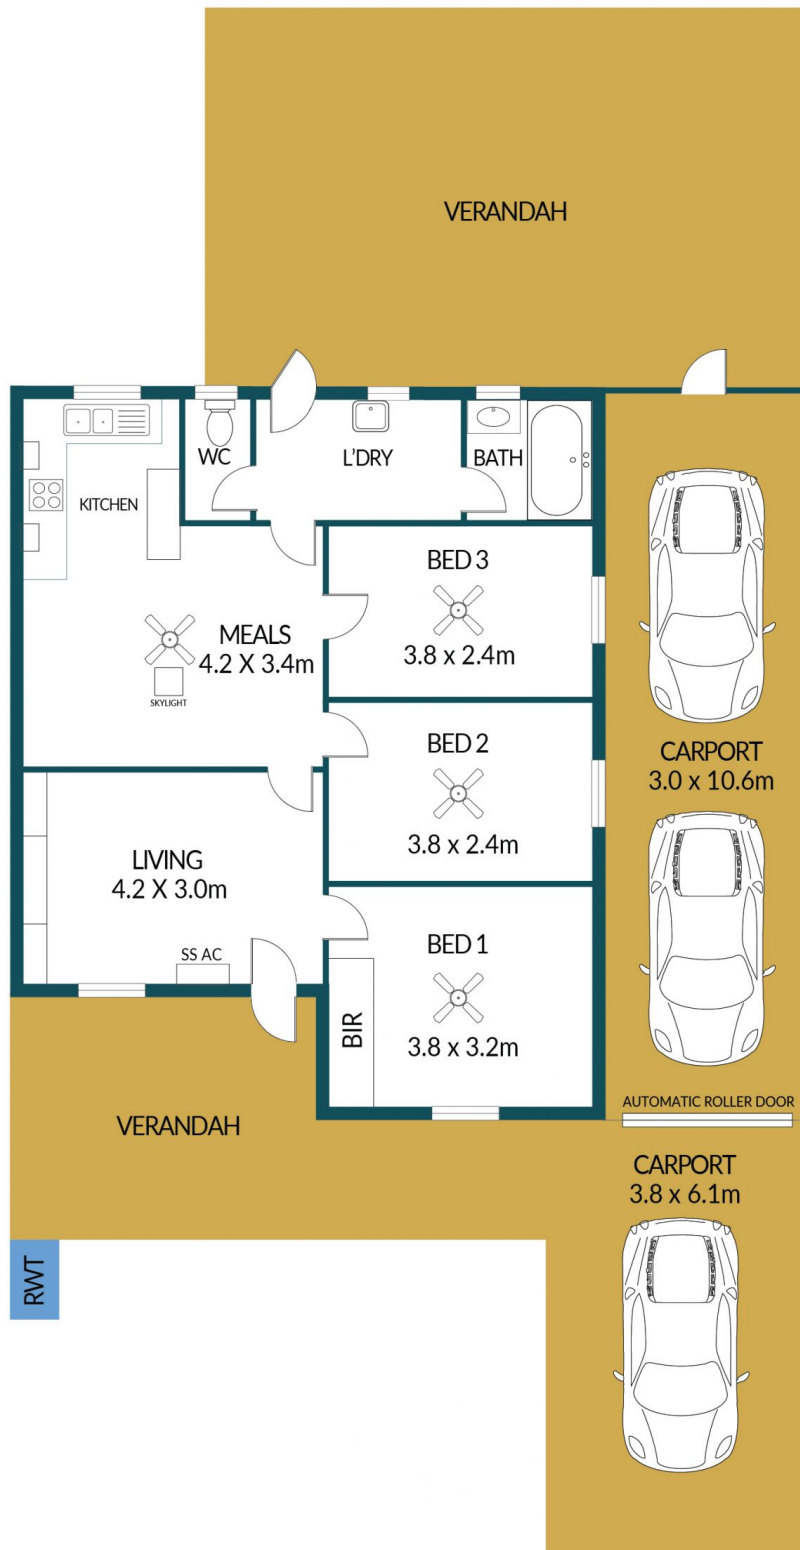 VERANDAH
WC
L'DRY
BATH
KITCHEN
BED 3
3.8 x 2.4m
MEALS
4.2 X 3.4m
SKYLIGHT
BED 2
3.8 x 2.4m
CARPORT
3.0 x 10.6m
LIVING
4.2 X 3.0m
SS AC
BED 1
3.8 x 3.2m
BIR
AUTOMATIC ROLLER DOOR
VERANDAH
CARPORT
3.8 x 6.1m
RWT